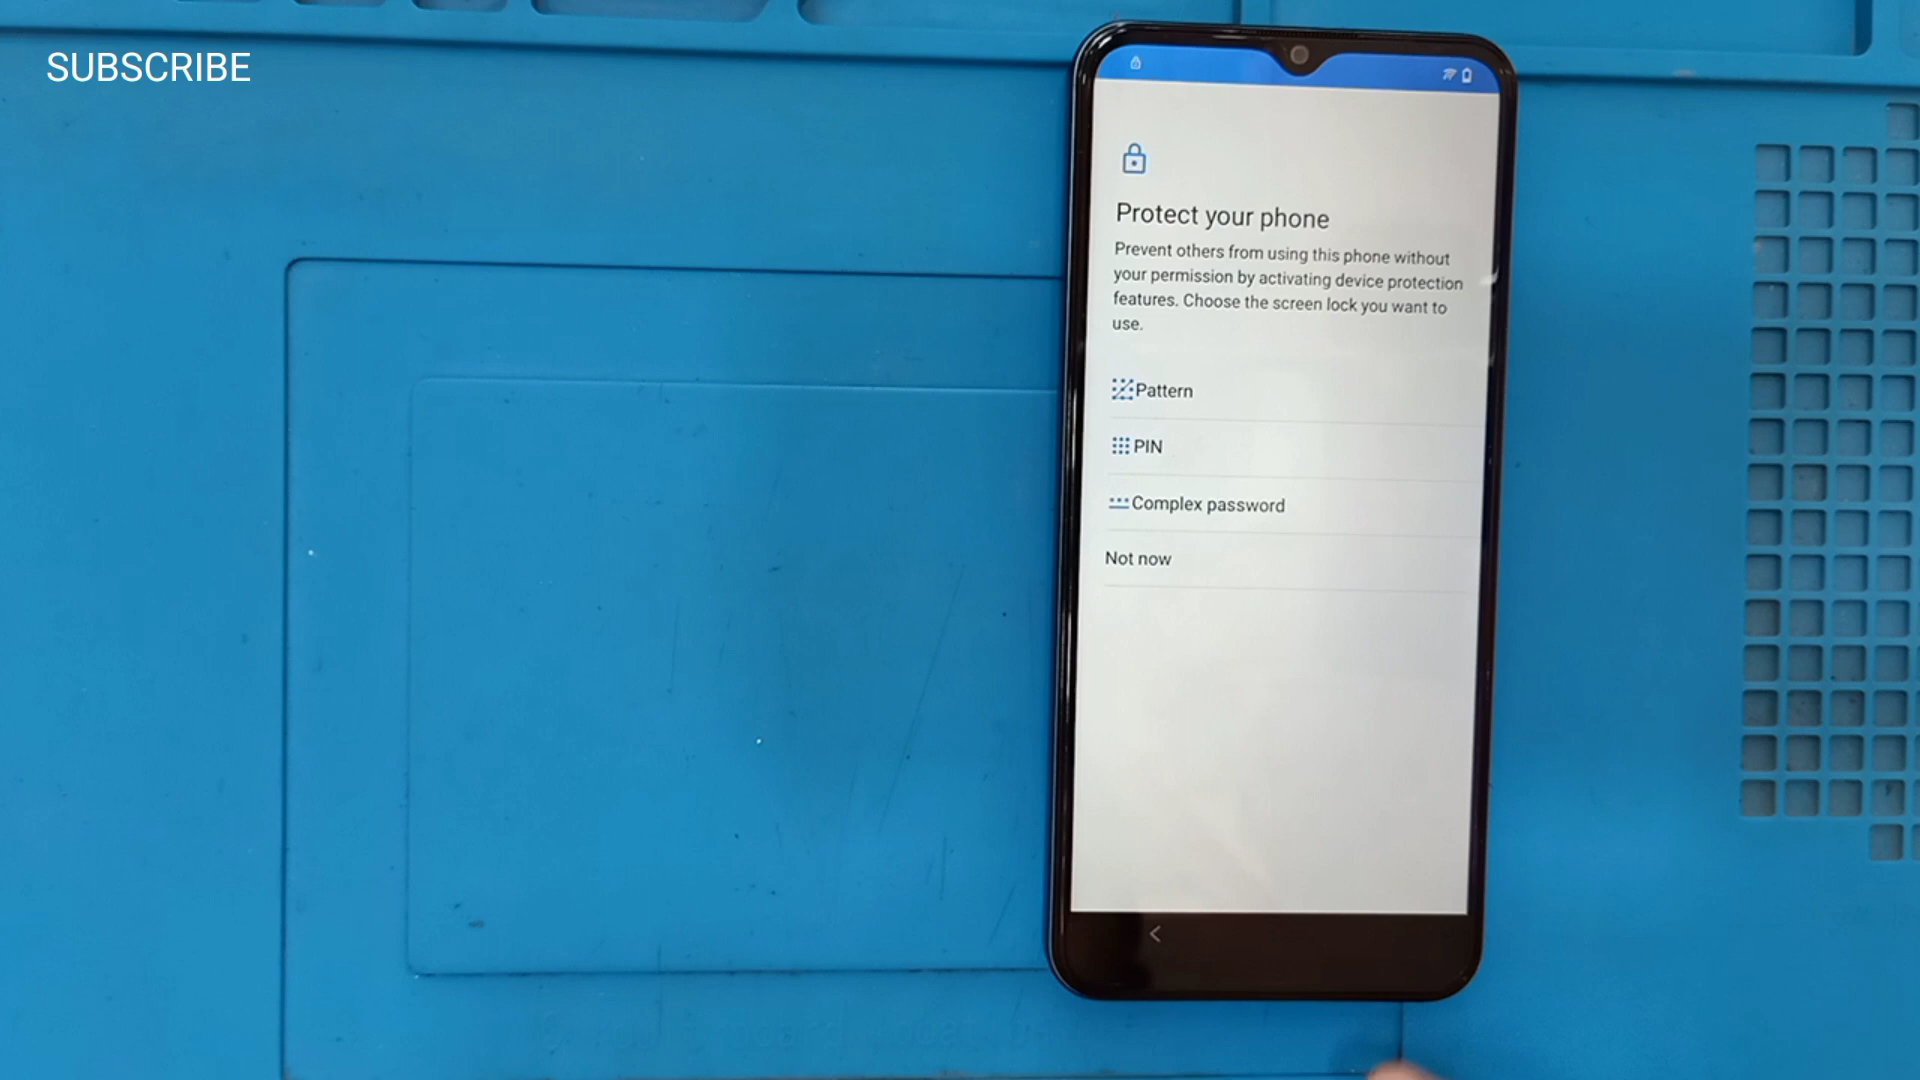 SUBSCRIBE
Protect your phone
Prevent others from using this phone without
your permission by activating device protection
features. Choose the screen lock you want to
use.
Pattern
PIN
Complex password
Not now